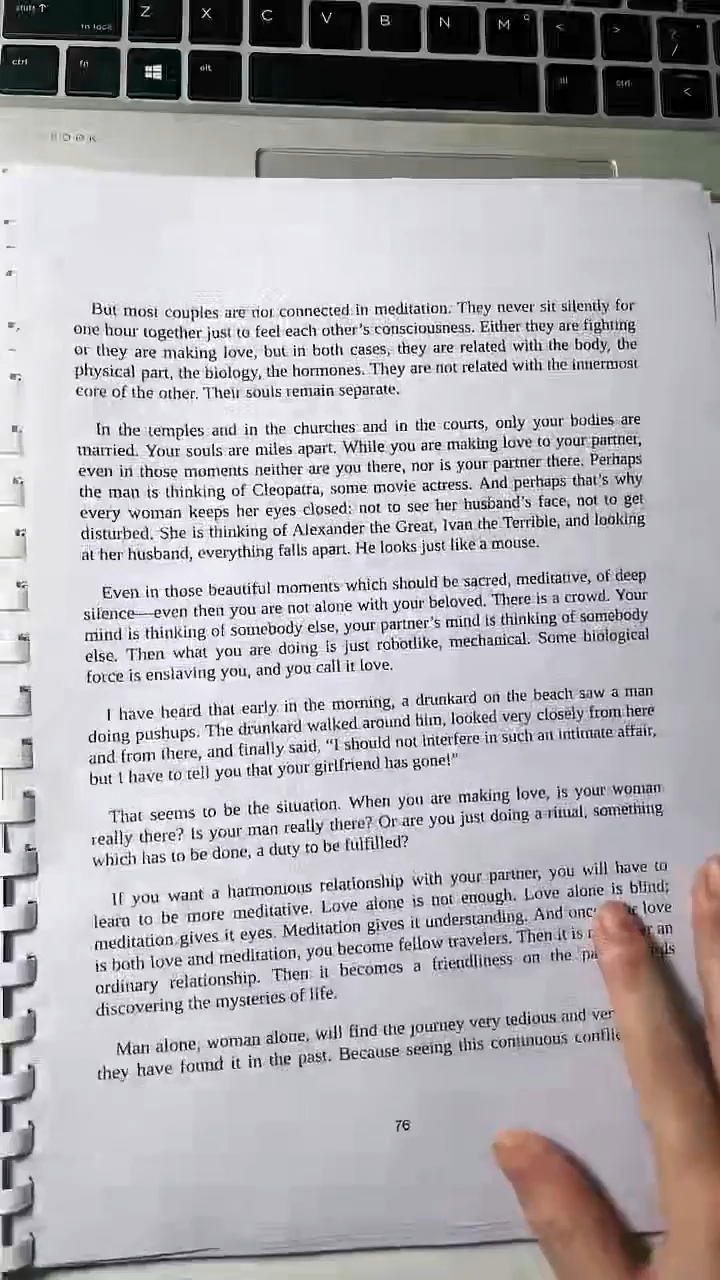 shift ↑
fn lock
Z
X
C
V
B
N
M
<
>
?
/
ctrl
fn
alt
ctrl
<
BOOK
But most couples are not connected in meditation. They never sit silently for
one hour together just to feel each other's consciousness. Either they are fighting
or they are making love, but in both cases, they are related with the body, the
physical part, the biology, the hormones. They are not related with the innermost
core of the other. Their souls remain separate.
In the temples and in the churches and in the courts, only your bodies are
married. Your souls are miles apart. While you are making love to your partner,
even in those moments neither are you there, nor is your partner there. Perhaps
the man is thinking of Cleopatra, some movie actress. And perhaps that's why
every woman keeps her eyes closed: not to see her husband's face, not to get
disturbed. She is thinking of Alexander the Great, Ivan the Terrible, and looking
at her husband, everything falls apart. He looks just like a mouse.
Even in those beautiful moments which should be sacred, meditative, of deep
silence—even then you are not alone with your beloved. There is a crowd. Your
mind is thinking of somebody else, your partner's mind is thinking of somebody
else. Then what you are doing is just robotlike, mechanical. Some biological
force is enslaving you, and you call it love.
I have heard that early in the morning, a drunkard on the beach saw a man
doing pushups. The drunkard walked around him, looked very closely from here
and from there, and finally said, "I should not interfere in such an intimate affair,
but I have to tell you that your girlfriend has gone!"
That seems to be the situation. When you are making love, is your woman
really there? Is your man really there? Or are you just doing a ritual, something
which has to be done, a duty to be fulfilled?
If you want a harmonious relationship with your partner, you will have to
learn to be more meditative. Love alone is not enough. Love alone is blind;
meditation gives it eyes. Meditation gives it understanding. And love
is both love and meditation, you become fellow travelers. Then it is an
ordinary relationship. Then it becomes a friendliness on the
discovering the mysteries of life.
Man alone, woman alone, will find the journey very tedious and
they have found it in the past. Because seeing this continuous
76